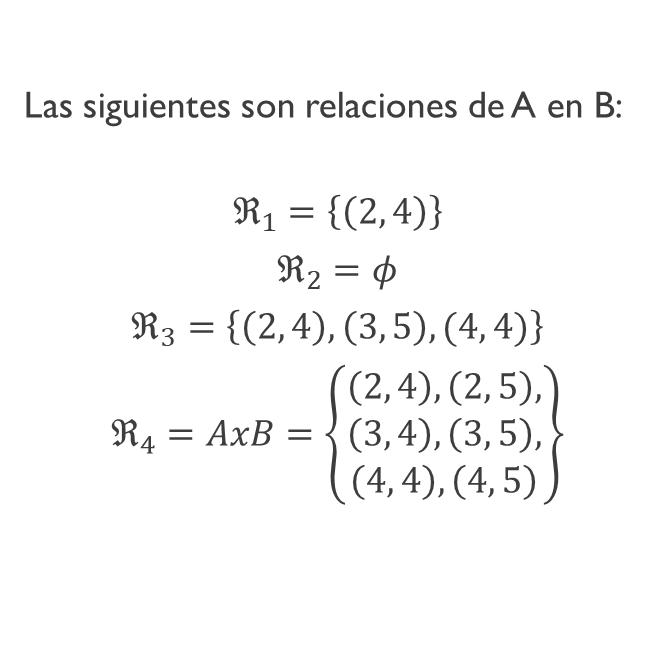 Las siguientes son relaciones de A en B:
ℜ₁ = {(2, 4)}
ℜ₂ = ϕ
ℜ₃ = {(2, 4), (3, 5), (4, 4)}
ℜ₄ = AxB = {(2, 4), (2, 5),
(3, 4), (3, 5),
(4, 4), (4, 5)}